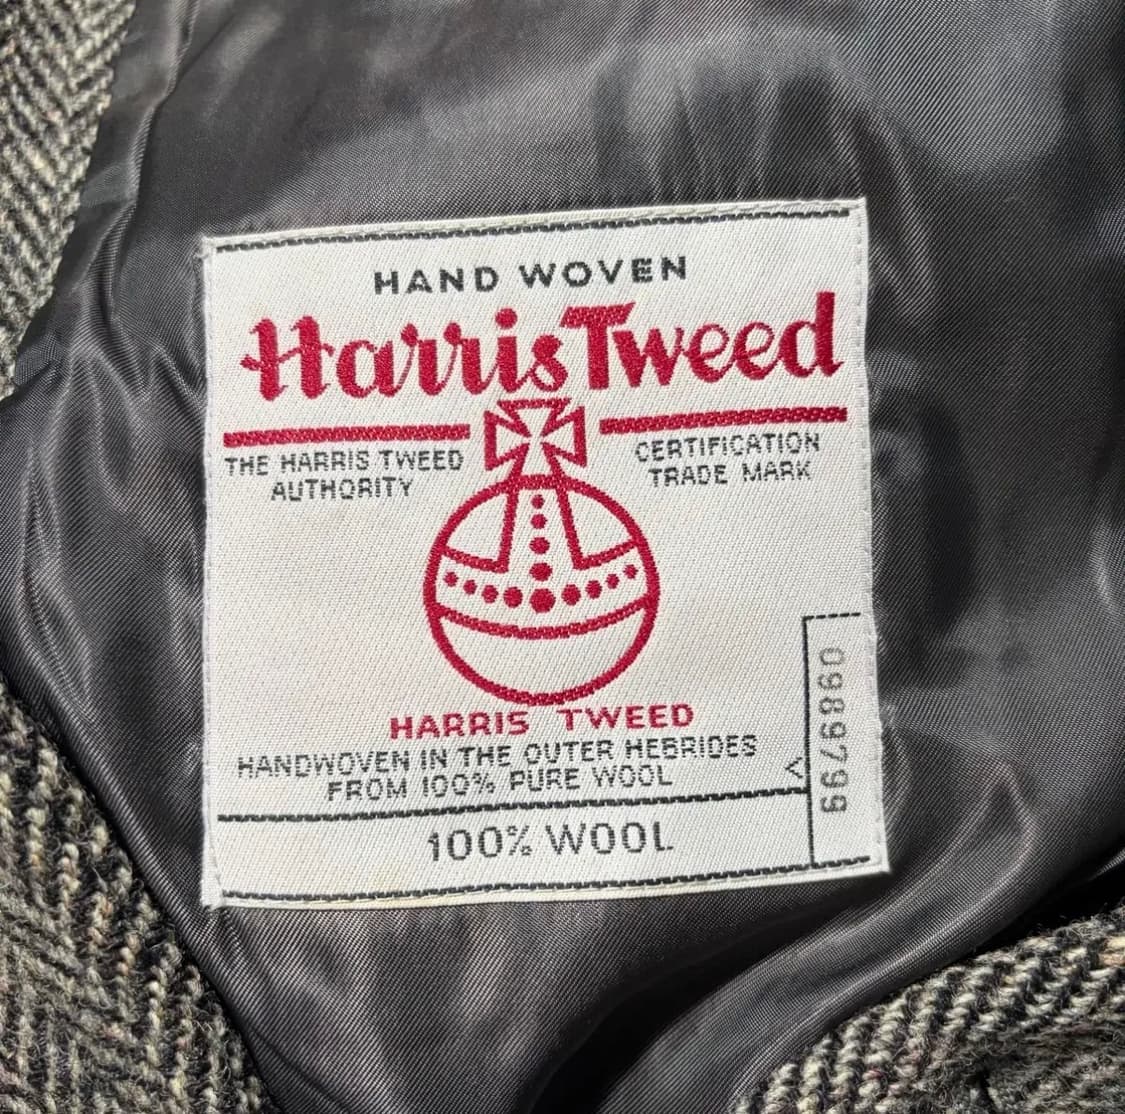 HAND WOVEN
Harris Tweed
THE HARRIS TWEED
AUTHORITY
CERTIFICATION
TRADE MARK
HARRIS TWEED
HANDWOVEN IN THE OUTER HEBRIDES
FROM 100% PURE WOOL
100% WOOL
0989799